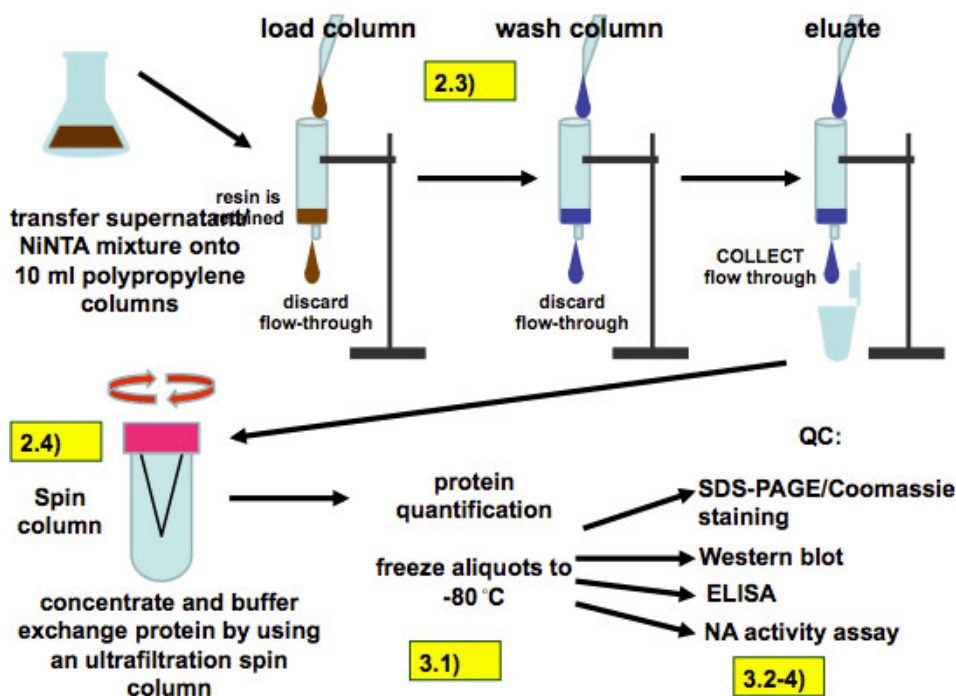 load column
wash column
eluate
2.3)
resin is
retained
transfer supernatant/
NiNTA mixture onto
10 ml polypropylene
columns
discard
flow-through
discard
flow-through
COLLECT
flow through
2.4)
Spin
column
concentrate and buffer
exchange protein by using
an ultrafiltration spin
column
protein
quantification
freeze aliquots to
-80 °C
3.1)
QC:
SDS-PAGE/Coomassie
staining
Western blot
ELISA
NA activity assay
3.2-4)